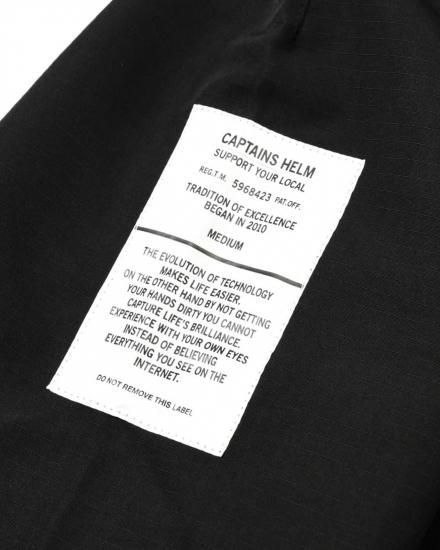 CAPTAINS HELM
SUPPORT YOUR LOCAL
REG.T.M. 5968423 PAT.OFF.
TRADITION OF EXCELLENCE
BEGAN IN 2010
MEDIUM
THE EVOLUTION OF TECHNOLOGY
MAKES LIFE EASIER.
ON THE OTHER HAND BY NOT GETTING
YOUR HANDS DIRTY YOU CANNOT
CAPTURE LIFE'S BRILLIANCE.
EXPERIENCE WITH YOUR OWN EYES
INSTEAD OF BELIEVING
EVERYTHING YOU SEE ON THE
INTERNET.
DO NOT REMOVE THIS LABEL